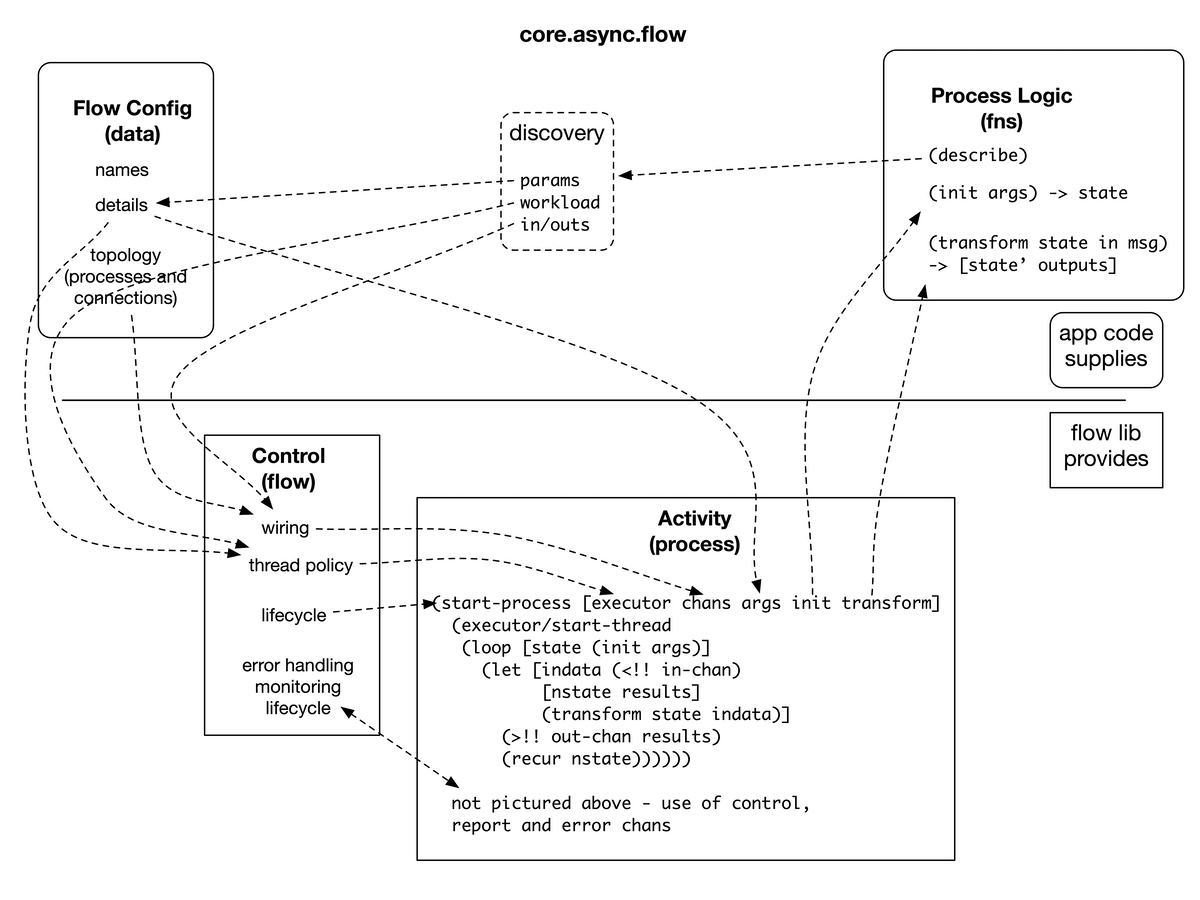 core.async.flow
Flow Config
(data)
names
details
topology
(processes and
connections)
discovery
params
workload
in/outs
Process Logic
(fns)
(describe)
(init args) -> state
(transform state in msg)
-> [state’ outputs]
app code
supplies
flow lib
provides
Control
(flow)
wiring
thread policy
lifecycle
error handling
monitoring
lifecycle
Activity
(process)
(start-process [executor chans args init transform]
(executor/start-thread
(loop [state (init args)]
(let [indata (<!! in-chan)
[nstate results]
(transform state indata)]
(>!! out-chan results)
(recur nstate))))))
not pictured above - use of control,
report and error chans